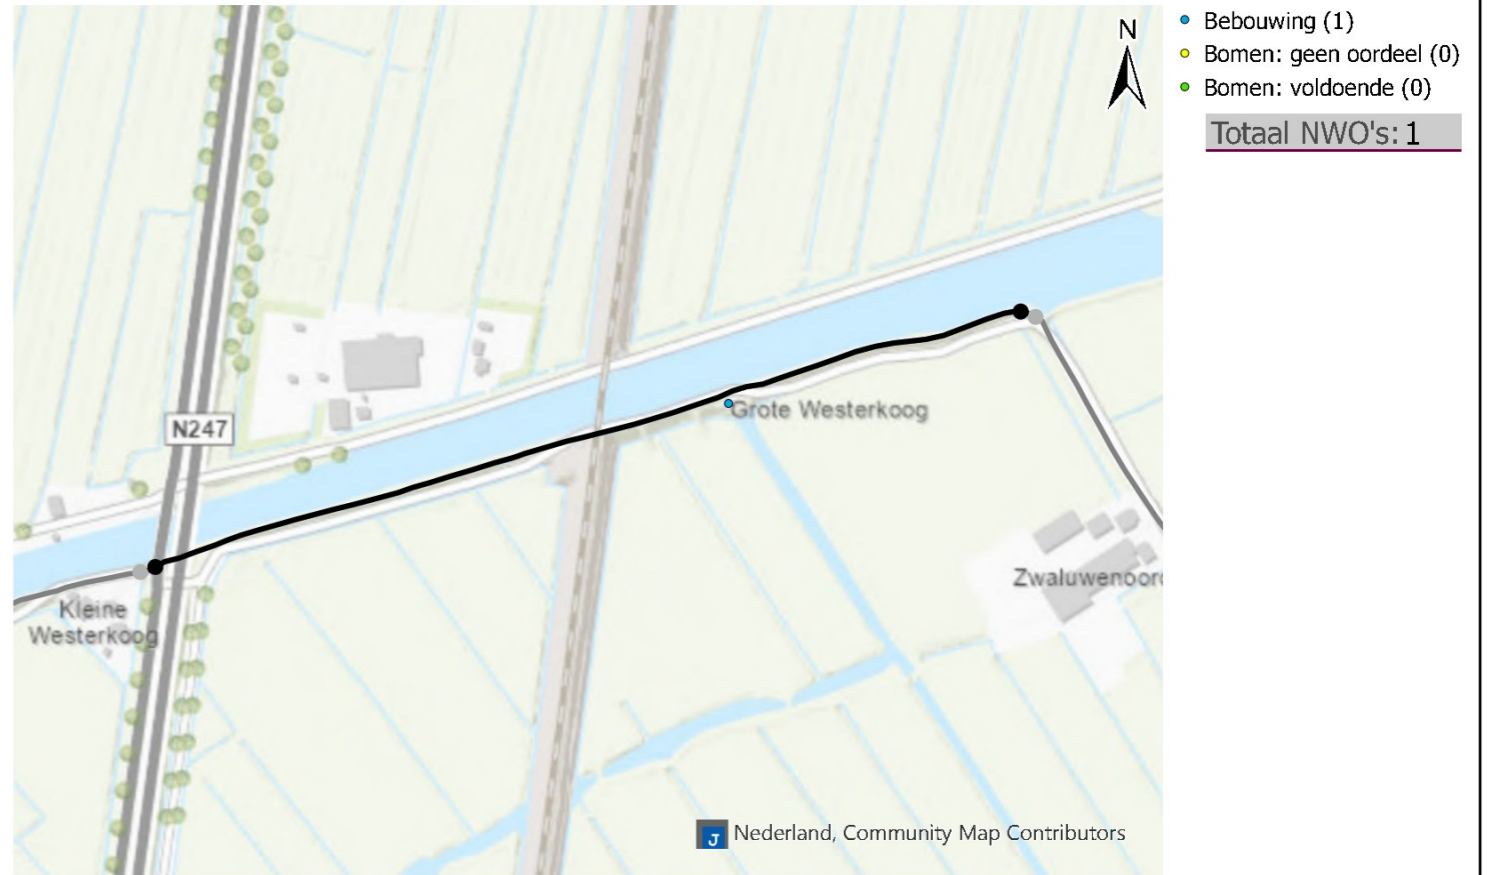 N
Bebouwing (1)
Bomen: geen oordeel (0)
Bomen: voldoende (0)
Totaal NWO's: 1
Grote Westerkoog
N247
Zwaluwenoord
Kleine
Westerkoog
J
Nederland, Community Map Contributors